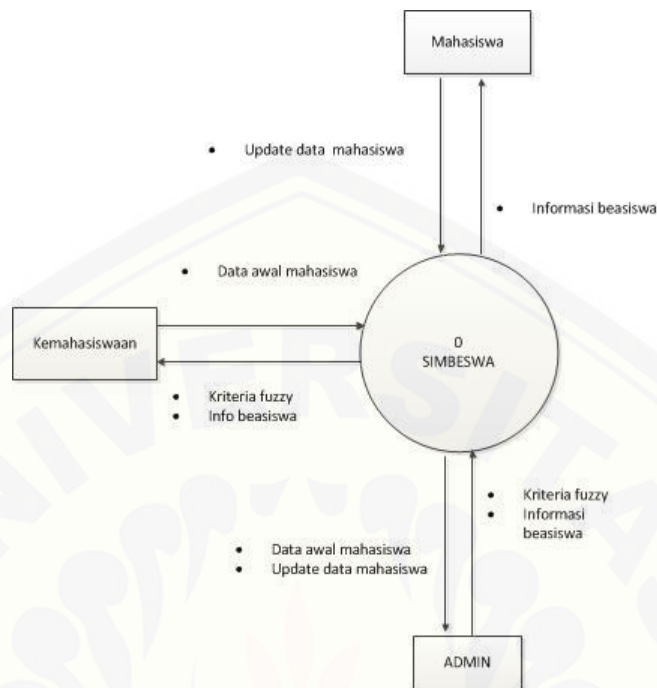 Mahasiswa
• Update data mahasiswa
• Informasi beasiswa
• Data awal mahasiswa
Kemahasiswaan
0
SIMBESWA
• Kriteria fuzzy
• Info beasiswa
• Kriteria fuzzy
• Informasi
beasiswa
• Data awal mahasiswa
• Update data mahasiswa
ADMIN
UNIVERSITAS